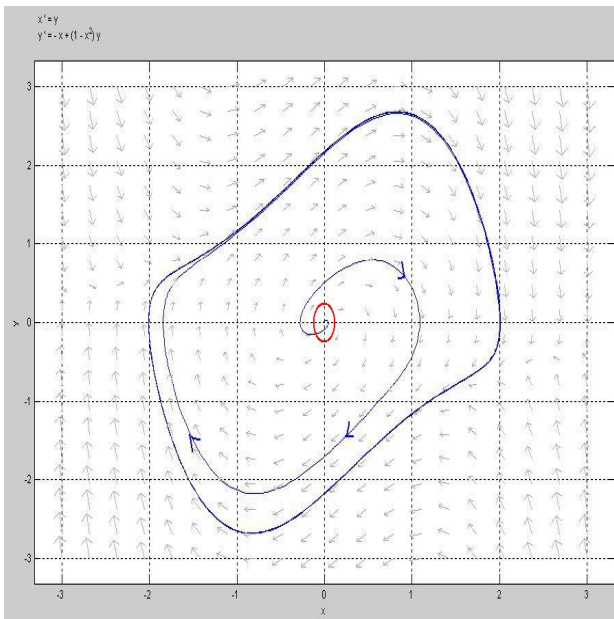 x ' = y
y ' = - x + (1 - x²) y
3
2
1
0
-1
-2
-3
y
-3 -2 -1 0 1 2 3
x